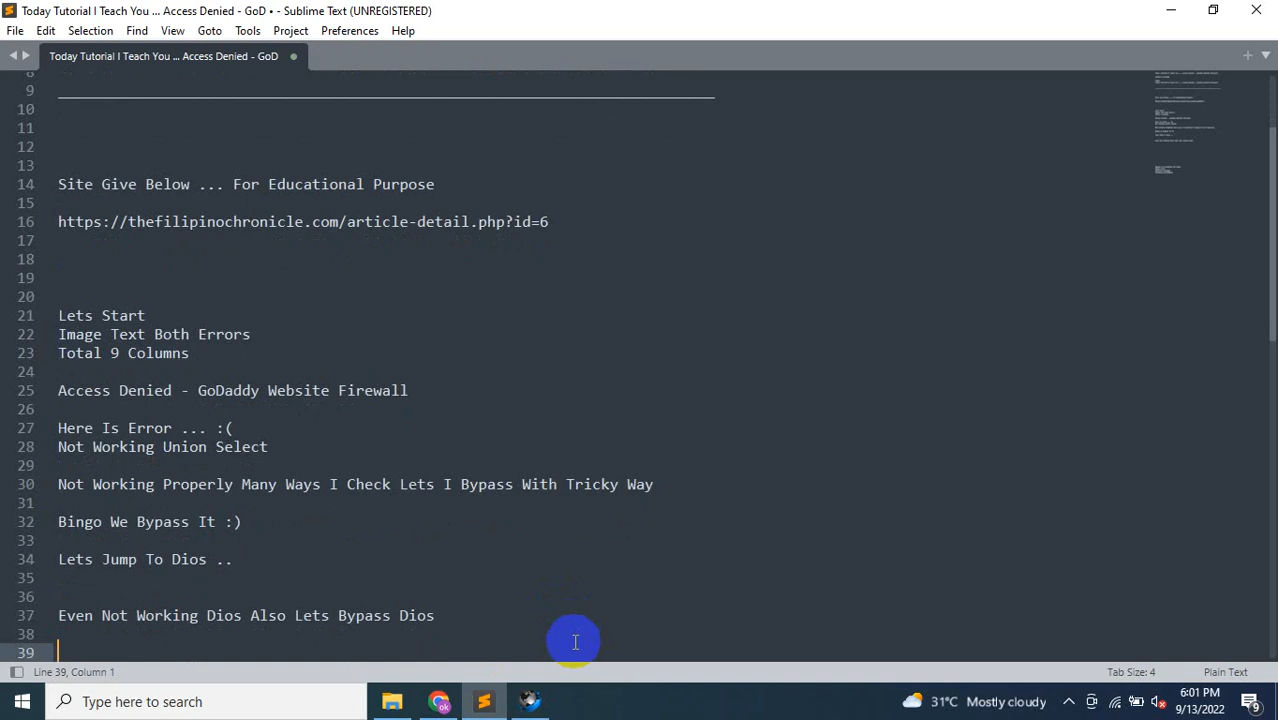 Today Tutorial I Teach You ... Access Denied - GoD • - Sublime Text (UNREGISTERED)
File Edit Selection Find View Goto Tools Project Preferences Help
Today Tutorial I Teach You ... Access Denied - GoD
8
9 ___________________________________________________________________________
10
11
12
13
14 Site Give Below ... For Educational Purpose
15
16 https://thefilipinochronicle.com/article-detail.php?id=6
17
18
19
20
21 Lets Start
22 Image Text Both Errors
23 Total 9 Columns
24
25 Access Denied - GoDaddy Website Firewall
26
27 Here Is Error ... :(
28 Not Working Union Select
29
30 Not Working Properly Many Ways I Check Lets I Bypass With Tricky Way
31
32 Bingo We Bypass It :)
33
34 Lets Jump To Dios ..
35
36
37 Even Not Working Dios Also Lets Bypass Dios
38
39
Line 39, Column 1 Tab Size: 4 Plain Text
Type here to search ok 31°C Mostly cloudy 6:01 PM
9/13/2022 9